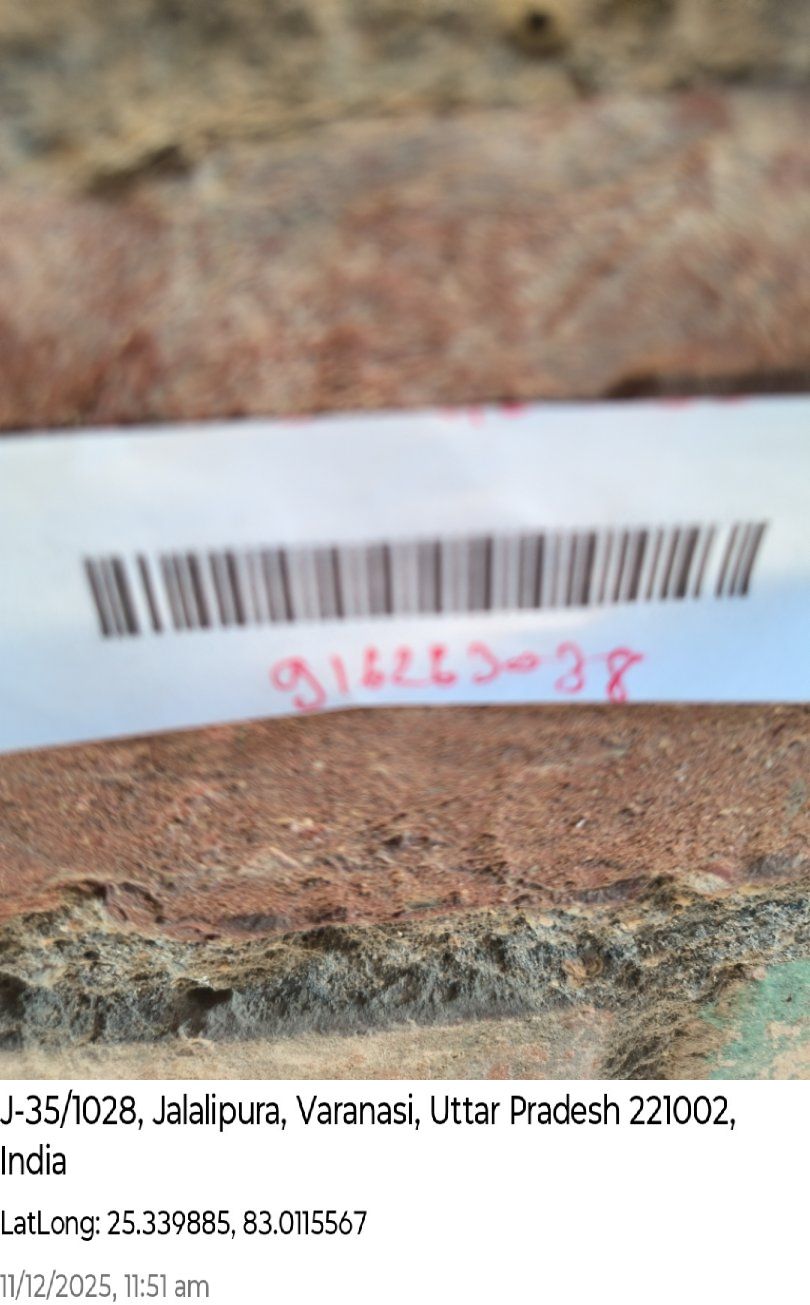 916263038
J-35/1028, Jalalipura, Varanasi, Uttar Pradesh 221002,
India
LatLong: 25.339885, 83.0115567
11/12/2025, 11:51 am